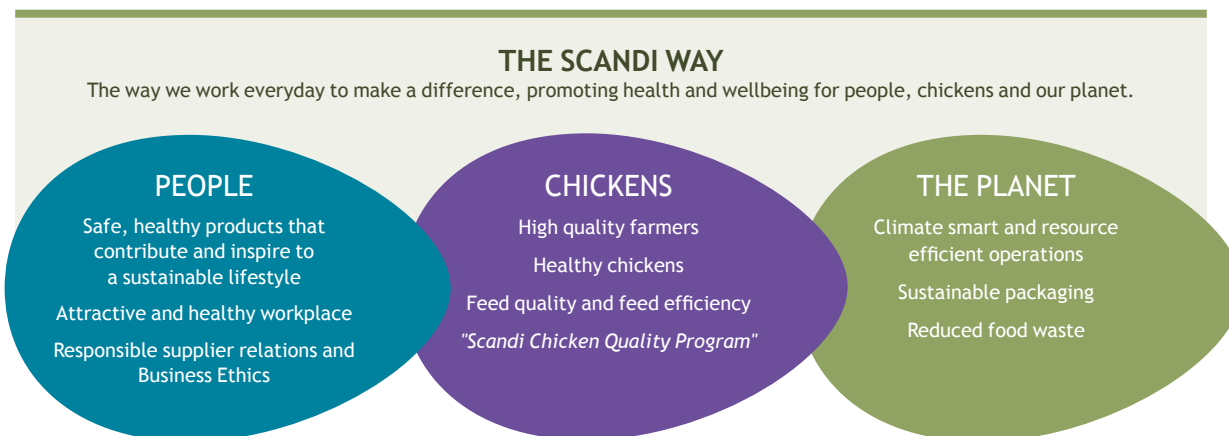 THE SCANDI WAY
The way we work everyday to make a difference, promoting health and wellbeing for people, chickens and our planet.
PEOPLE
Safe, healthy products that
contribute and inspire to
a sustainable lifestyle
Attractive and healthy workplace
Responsible supplier relations and
Business Ethics
CHICKENS
High quality farmers
Healthy chickens
Feed quality and feed efficiency
"Scandi Chicken Quality Program"
THE PLANET
Climate smart and resource
efficient operations
Sustainable packaging
Reduced food waste